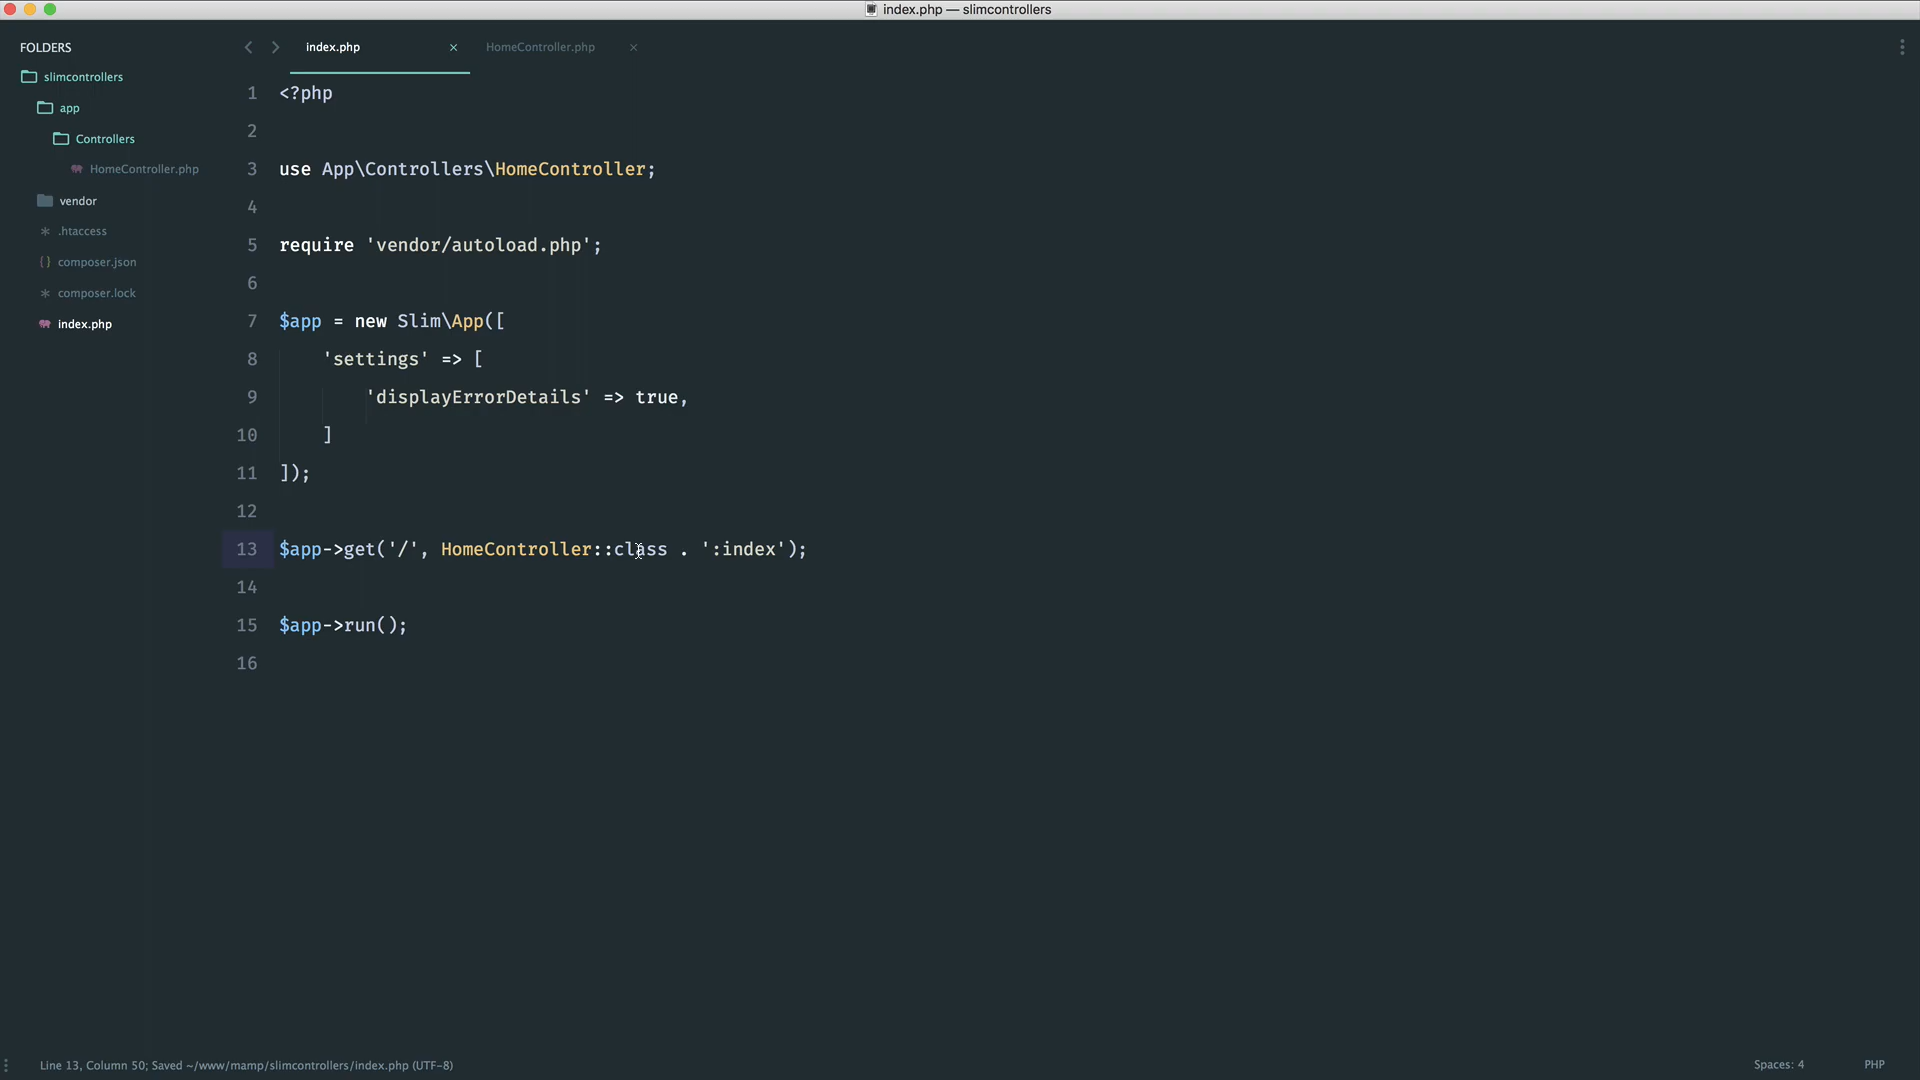 index.php — slimcontrollers
FOLDERS
slimcontrollers
app
Controllers
HomeController.php
vendor
.htaccess
composer.json
composer.lock
index.php
index.php
HomeController.php
1 <?php
2
3 use App\Controllers\HomeController;
4
5 require 'vendor/autoload.php';
6
7 $app = new Slim\App([
8 'settings' => [
9 'displayErrorDetails' => true,
10 ]
11 ]);
12
13 $app->get('/', HomeController::class . ':index');
14
15 $app->run();
16
Line 13, Column 50; Saved ~/www/mamp/slimcontrollers/index.php (UTF-8)
Spaces: 4
PHP